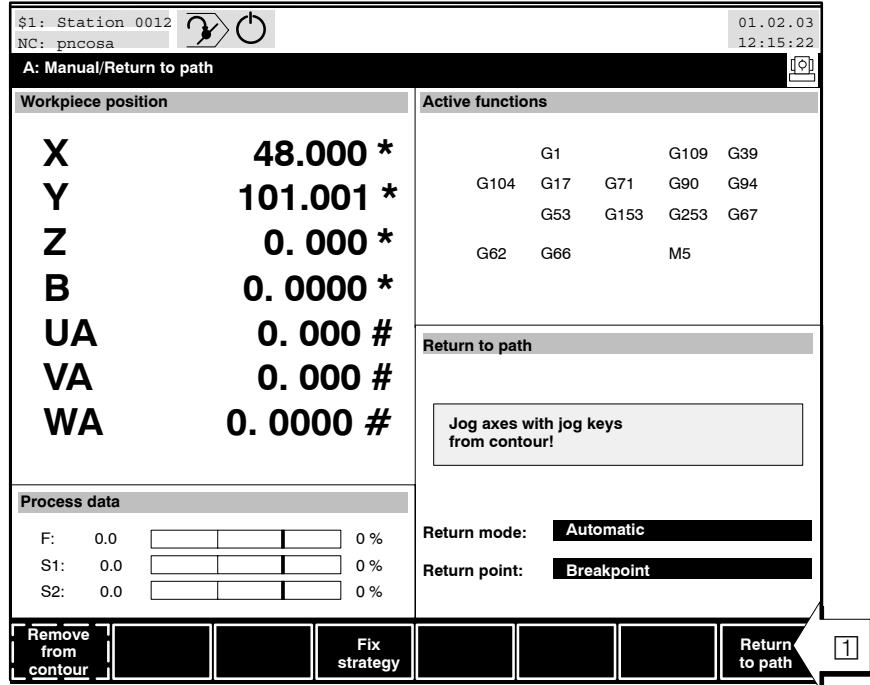 $1: Station 0012
NC: pncosa
01.02.03
12:15:22
A: Manual/Return to path
Workpiece position
X 48.000 *
Y 101.001 *
Z 0. 000 *
B 0. 0000 *
UA 0. 000 #
VA 0. 000 #
WA 0. 0000 #
Active functions
G1 G109 G39
G104 G17 G71 G90 G94
G53 G153 G253 G67
G62 G66 M5
Return to path
Jog axes with jog keys
from contour!
Process data
F: 0.0 0 %
S1: 0.0 0 %
S2: 0.0 0 %
Return mode: Automatic
Return point: Breakpoint
Remove
from
contour
Fix
strategy
Return
to path
1